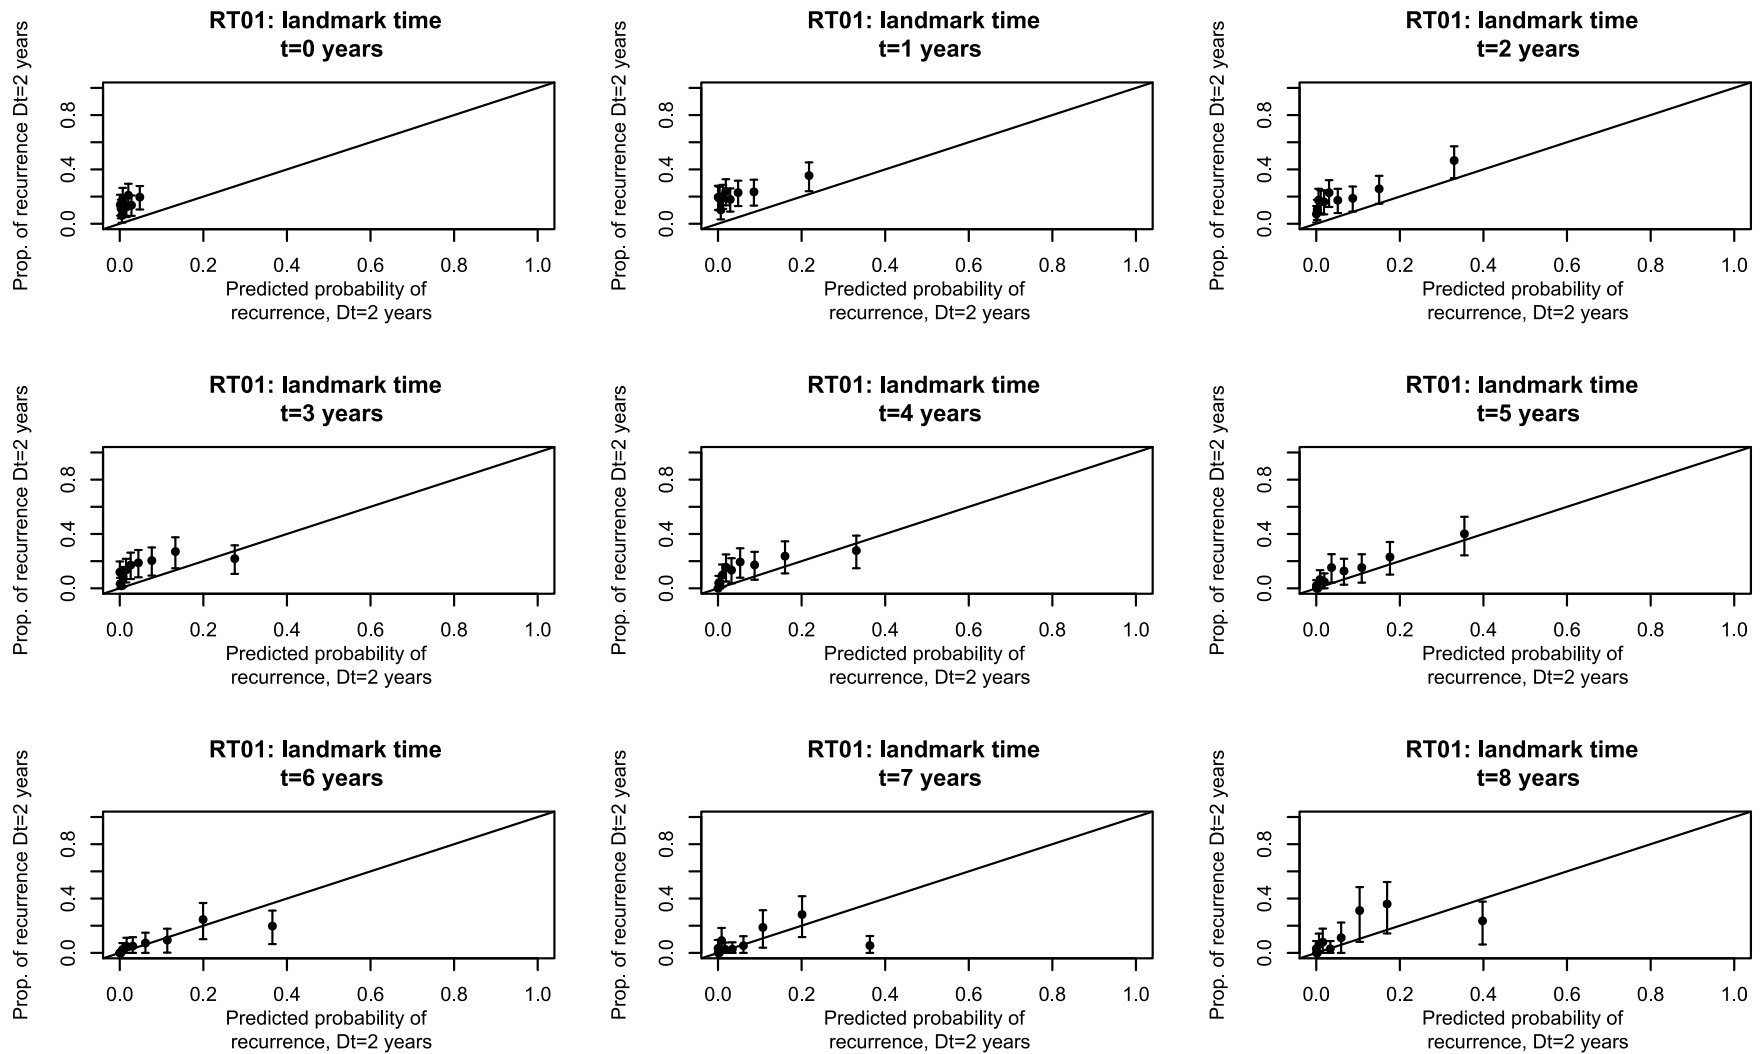 RT01: landmark time
t=0 years
Prop. of recurrence Dt=2 years
0.8
0.4
0.0
0.0 0.2 0.4 0.6 0.8 1.0
Predicted probability of
recurrence, Dt=2 years
RT01: landmark time
t=1 years
Prop. of recurrence Dt=2 years
0.8
0.4
0.0
0.0 0.2 0.4 0.6 0.8 1.0
Predicted probability of
recurrence, Dt=2 years
RT01: landmark time
t=2 years
Prop. of recurrence Dt=2 years
0.8
0.4
0.0
0.0 0.2 0.4 0.6 0.8 1.0
Predicted probability of
recurrence, Dt=2 years
RT01: landmark time
t=3 years
Prop. of recurrence Dt=2 years
0.8
0.4
0.0
0.0 0.2 0.4 0.6 0.8 1.0
Predicted probability of
recurrence, Dt=2 years
RT01: landmark time
t=4 years
Prop. of recurrence Dt=2 years
0.8
0.4
0.0
0.0 0.2 0.4 0.6 0.8 1.0
Predicted probability of
recurrence, Dt=2 years
RT01: landmark time
t=5 years
Prop. of recurrence Dt=2 years
0.8
0.4
0.0
0.0 0.2 0.4 0.6 0.8 1.0
Predicted probability of
recurrence, Dt=2 years
RT01: landmark time
t=6 years
Prop. of recurrence Dt=2 years
0.8
0.4
0.0
0.0 0.2 0.4 0.6 0.8 1.0
Predicted probability of
recurrence, Dt=2 years
RT01: landmark time
t=7 years
Prop. of recurrence Dt=2 years
0.8
0.4
0.0
0.0 0.2 0.4 0.6 0.8 1.0
Predicted probability of
recurrence, Dt=2 years
RT01: landmark time
t=8 years
Prop. of recurrence Dt=2 years
0.8
0.4
0.0
0.0 0.2 0.4 0.6 0.8 1.0
Predicted probability of
recurrence, Dt=2 years